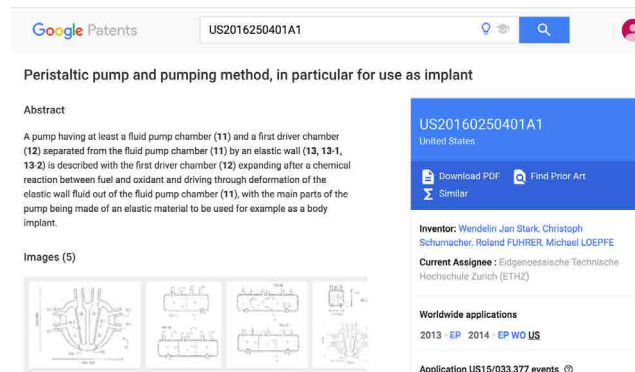 Google Patents
US2016250401A1
Peristaltic pump and pumping method, in particular for use as implant
Abstract
A pump having at least a fluid pump chamber (11) and a first driver chamber
(12) separated from the fluid pump chamber (11) by an elastic wall (13, 13-1,
13-2) is described with the first driver chamber (12) expanding after a chemical
reaction between fuel and oxidant and driving through deformation of the
elastic wall fluid out of the fluid pump chamber (11), with the main parts of the
pump being made of an elastic material to be used for example as a body
implant.
Images (5)
US20160250401A1
United States
Download PDF Find Prior Art
Similar
Inventor: Wendelin Jan Stark, Christoph
Schumacher, Roland FUHRER, Michael LOEPFE
Current Assignee : Eidgenoessische Technische
Hochschule Zurich (ETHZ)
Worldwide applications
2013 · EP 2014 · EP WO US
Application US15/033,377 events